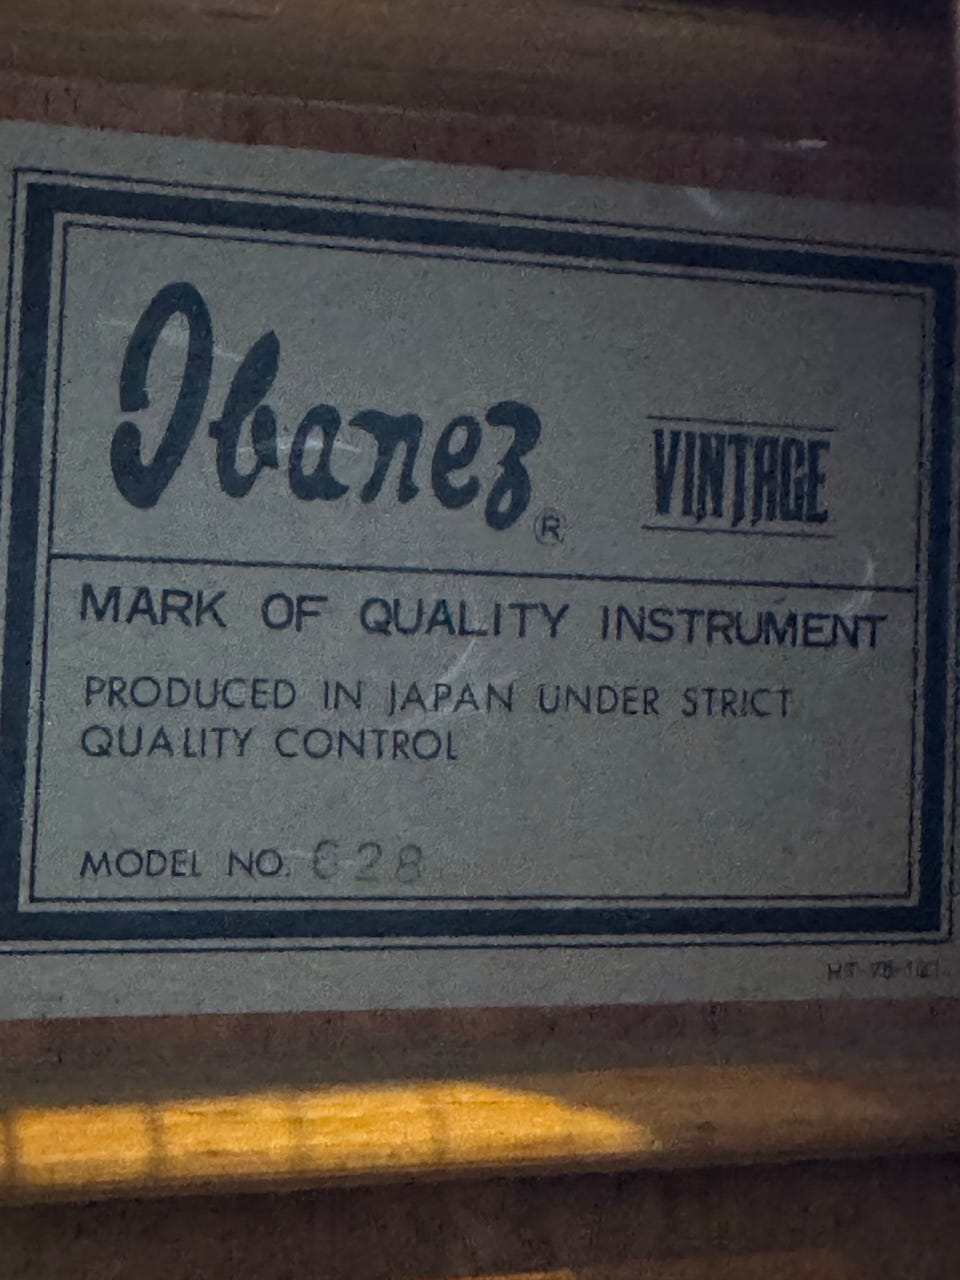 Ibanez ®
VINTAGE
MARK OF QUALITY INSTRUMENT
PRODUCED IN JAPAN UNDER STRICT
QUALITY CONTROL
MODEL NO. 628